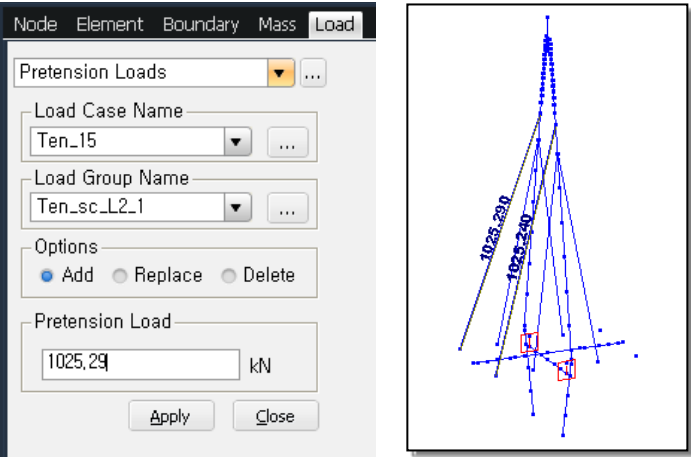 Node Element Boundary Mass Load
Pretension Loads
...
Load Case Name
Ten_15
...
Load Group Name
Ten_sc_L2_1
...
Options
Add Replace Delete
Pretension Load
1025,29
kN
Apply Close
1025.290
1025.240